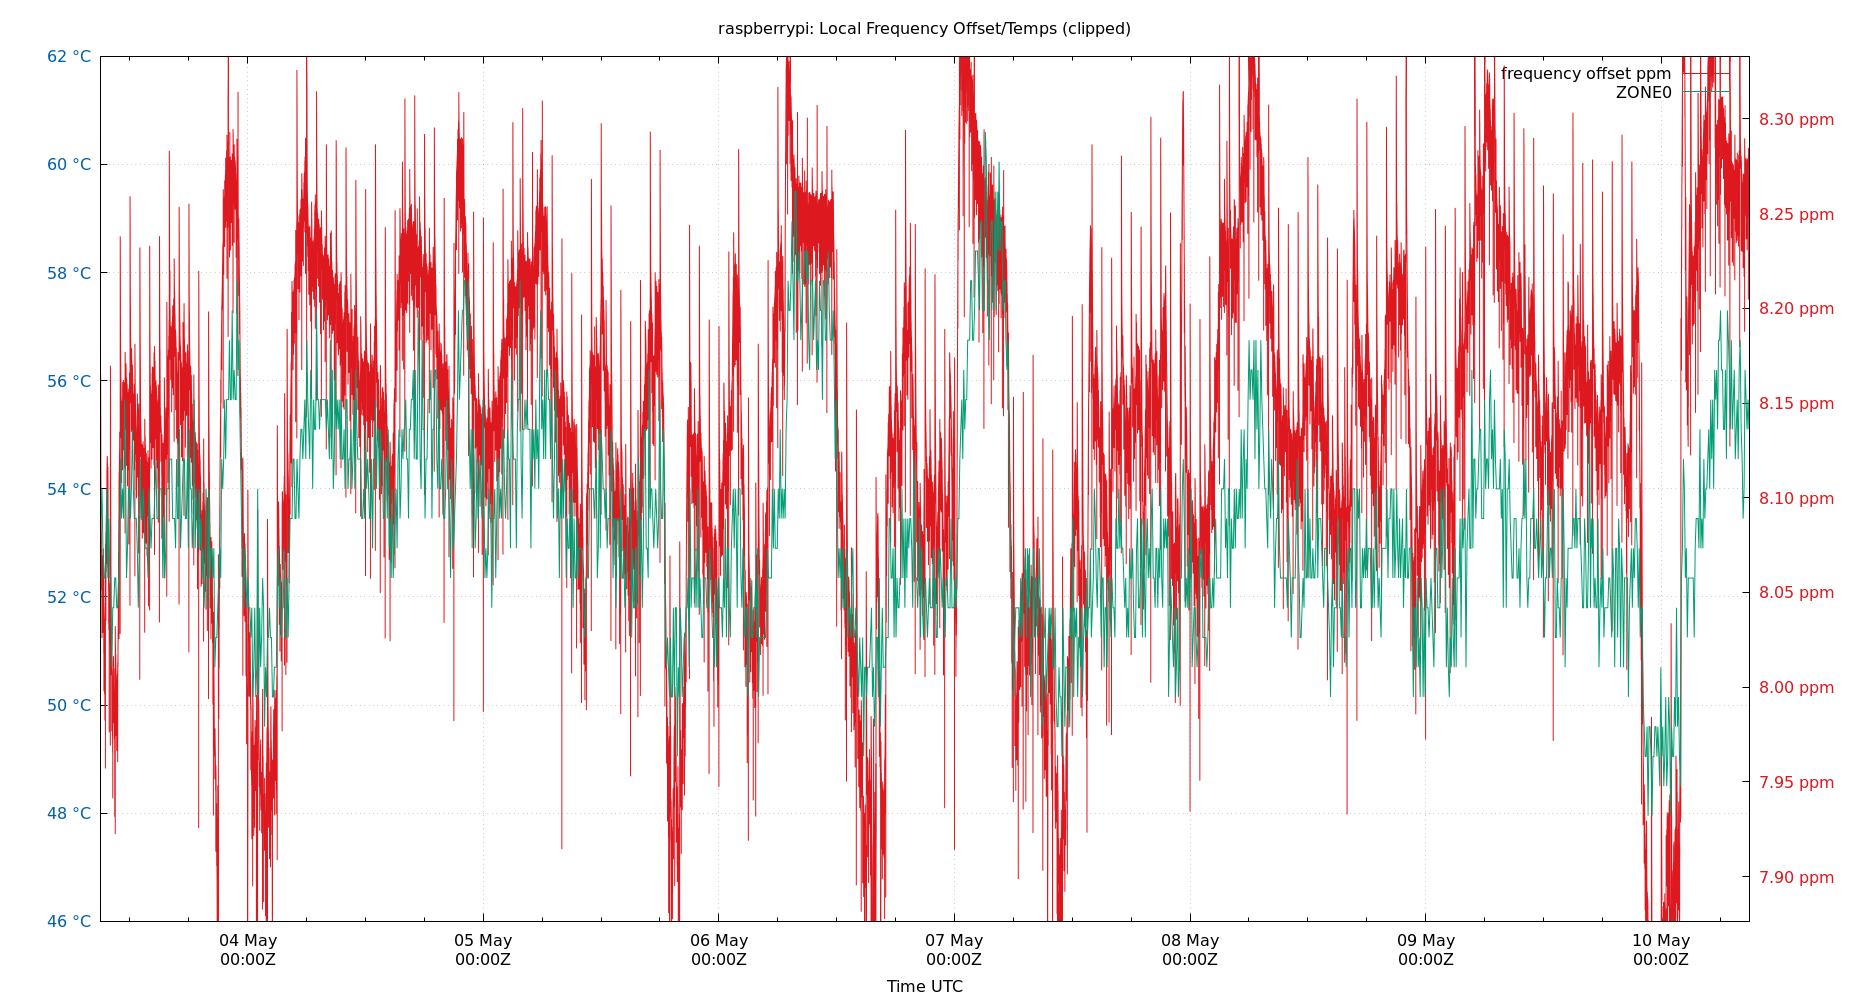 raspberrypi: Local Frequency Offset/Temps (clipped)
62 °C
60 °C
58 °C
56 °C
54 °C
52 °C
50 °C
48 °C
46 °C
frequency offset ppm
ZONE0
8.30 ppm
8.25 ppm
8.20 ppm
8.15 ppm
8.10 ppm
8.05 ppm
8.00 ppm
7.95 ppm
7.90 ppm
04 May
00:00Z
05 May
00:00Z
06 May
00:00Z
07 May
00:00Z
08 May
00:00Z
09 May
00:00Z
10 May
00:00Z
Time UTC